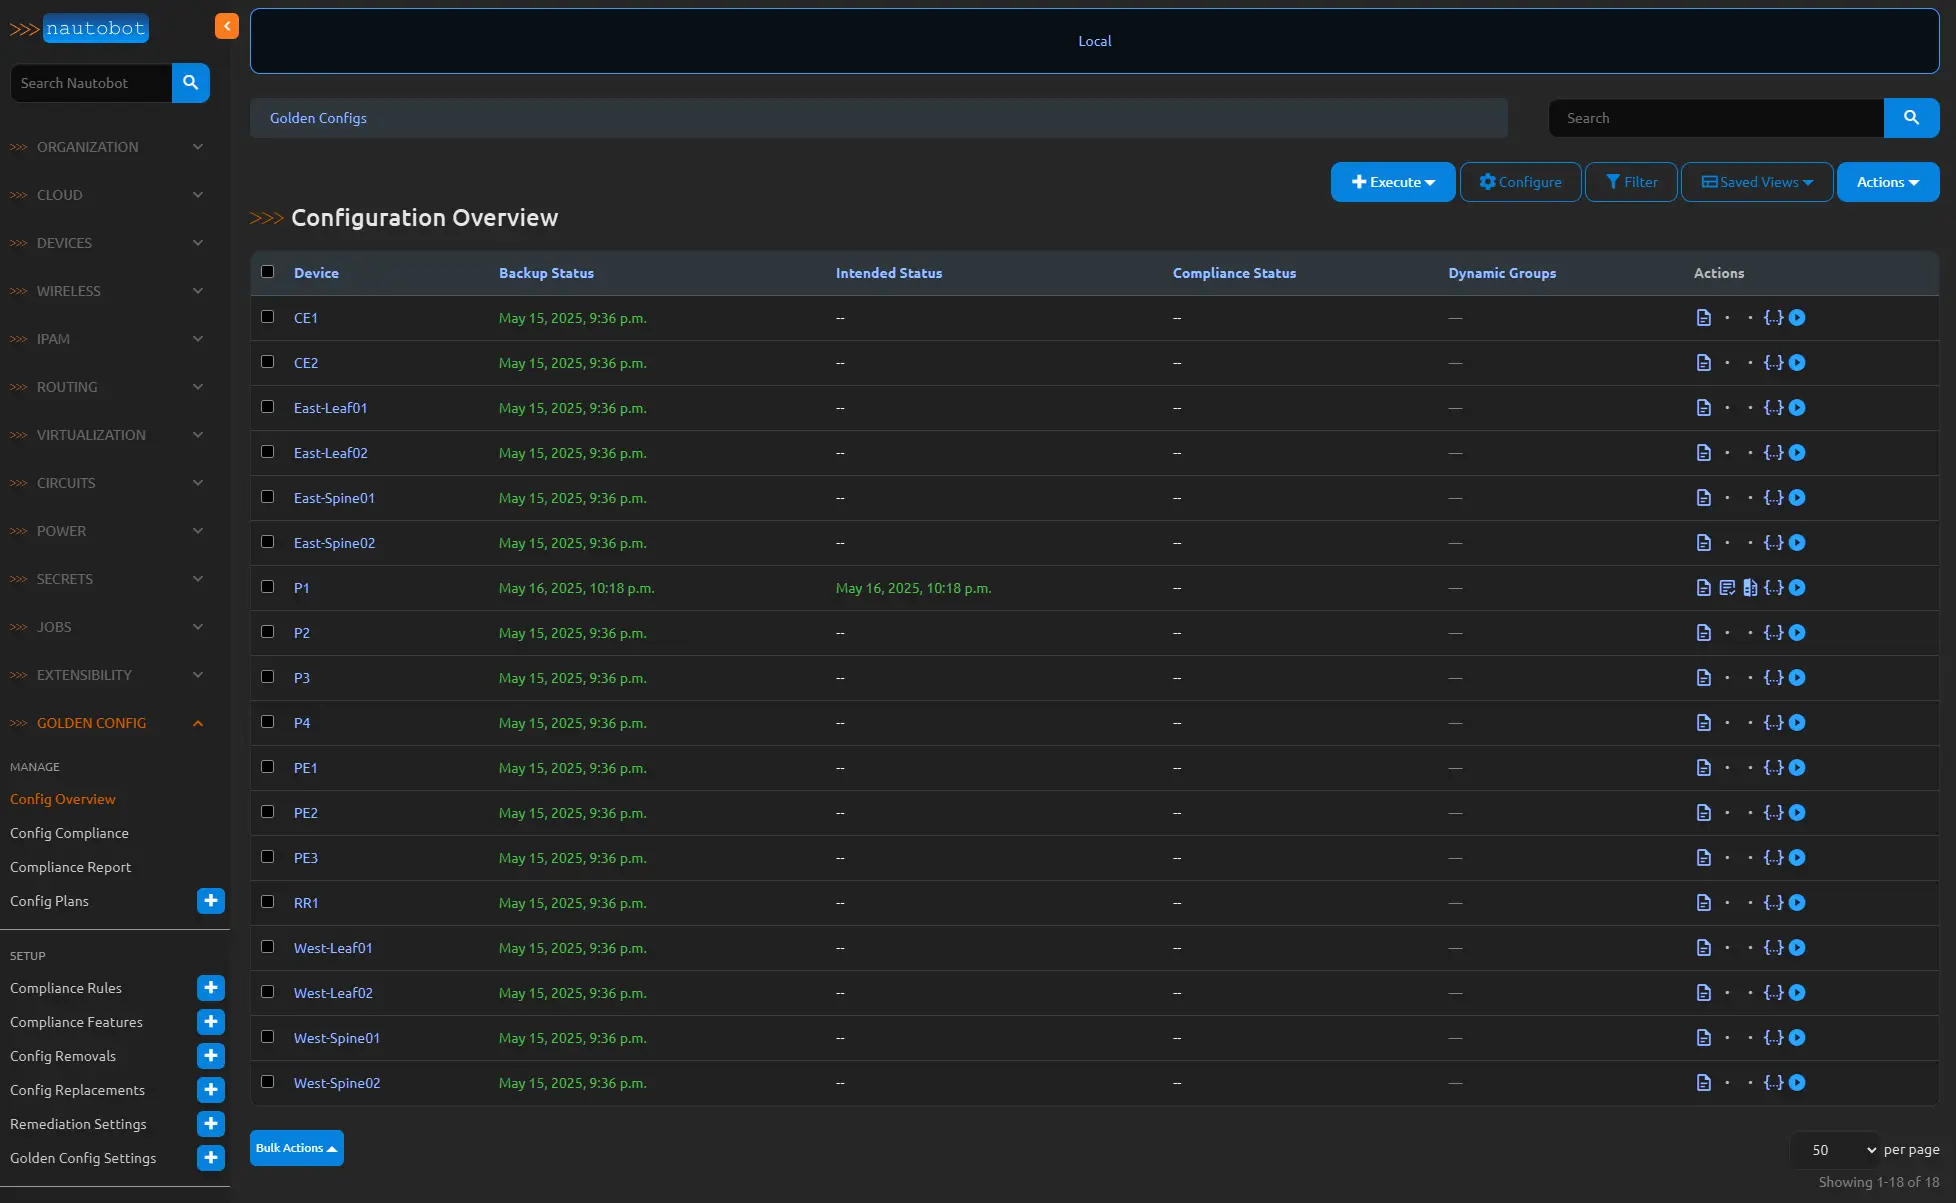 >>> nautobot
Local
Search Nautobot
Golden Configs
Search
>>> ORGANIZATION
>>> CLOUD
>>> DEVICES
>>> WIRELESS
>>> IPAM
>>> ROUTING
>>> VIRTUALIZATION
>>> CIRCUITS
>>> POWER
>>> SECRETS
>>> JOBS
>>> EXTENSIBILITY
>>> GOLDEN CONFIG
MANAGE
Config Overview
Config Compliance
Compliance Report
Config Plans
SETUP
Compliance Rules
Compliance Features
Config Removals
Config Replacements
Remediation Settings
Golden Config Settings
Execute Configure Filter Saved Views Actions
>>> Configuration Overview
Device Backup Status Intended Status Compliance Status Dynamic Groups Actions
CE1 May 15, 2025, 9:36 p.m. -- -- — {...}
CE2 May 15, 2025, 9:36 p.m. -- -- — {...}
East-Leaf01 May 15, 2025, 9:36 p.m. -- -- — {...}
East-Leaf02 May 15, 2025, 9:36 p.m. -- -- — {...}
East-Spine01 May 15, 2025, 9:36 p.m. -- -- — {...}
East-Spine02 May 15, 2025, 9:36 p.m. -- -- — {...}
P1 May 16, 2025, 10:18 p.m. May 16, 2025, 10:18 p.m. -- — {...}
P2 May 15, 2025, 9:36 p.m. -- -- — {...}
P3 May 15, 2025, 9:36 p.m. -- -- — {...}
P4 May 15, 2025, 9:36 p.m. -- -- — {...}
PE1 May 15, 2025, 9:36 p.m. -- -- — {...}
PE2 May 15, 2025, 9:36 p.m. -- -- — {...}
PE3 May 15, 2025, 9:36 p.m. -- -- — {...}
RR1 May 15, 2025, 9:36 p.m. -- -- — {...}
West-Leaf01 May 15, 2025, 9:36 p.m. -- -- — {...}
West-Leaf02 May 15, 2025, 9:36 p.m. -- -- — {...}
West-Spine01 May 15, 2025, 9:36 p.m. -- -- — {...}
West-Spine02 May 15, 2025, 9:36 p.m. -- -- — {...}
Bulk Actions
50 per page
Showing 1-18 of 18